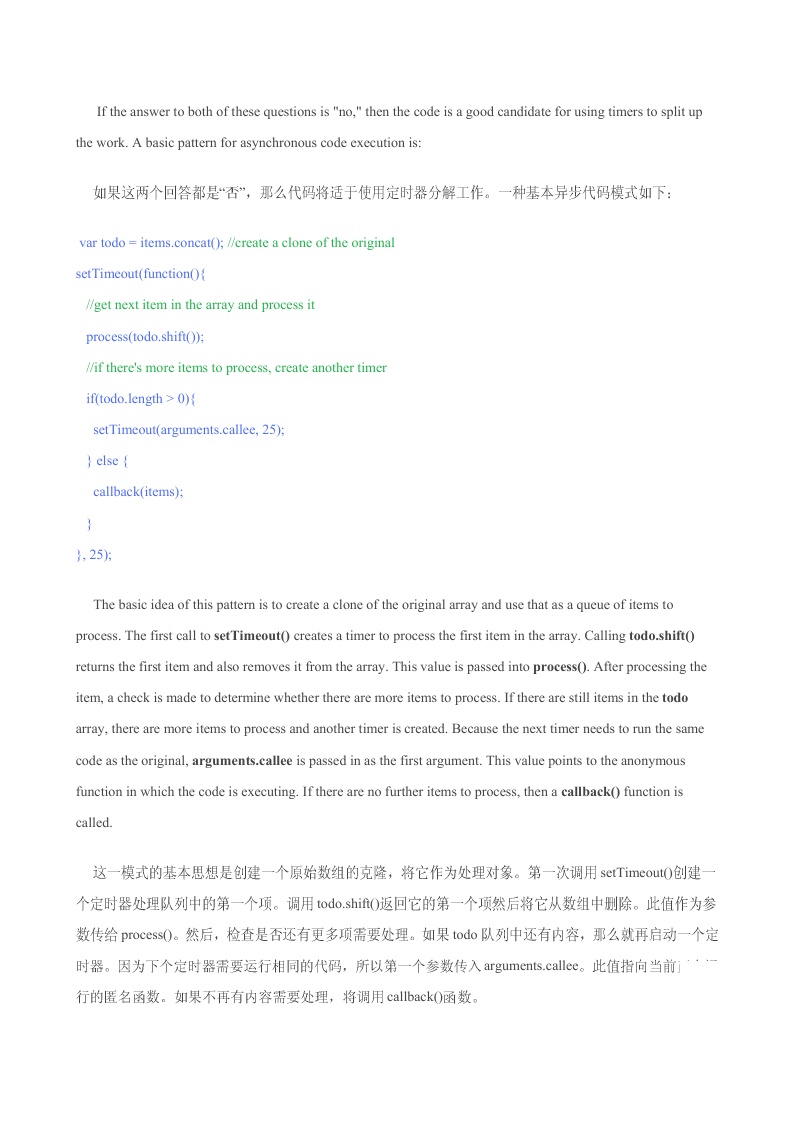 If the answer to both of these questions is "no," then the code is a good candidate for using timers to split up
the work. A basic pattern for asynchronous code execution is:
如果这两个回答都是“否”，那么代码将适于使用定时器分解工作。一种基本异步代码模式如下：
var todo = items.concat(); //create a clone of the original
setTimeout(function(){
//get next item in the array and process it
process(todo.shift());
//if there's more items to process, create another timer
if(todo.length > 0){
setTimeout(arguments.callee, 25);
} else {
callback(items);
}
}, 25);
The basic idea of this pattern is to create a clone of the original array and use that as a queue of items to
process. The first call to setTimeout() creates a timer to process the first item in the array. Calling todo.shift()
returns the first item and also removes it from the array. This value is passed into process(). After processing the
item, a check is made to determine whether there are more items to process. If there are still items in the todo
array, there are more items to process and another timer is created. Because the next timer needs to run the same
code as the original, arguments.callee is passed in as the first argument. This value points to the anonymous
function in which the code is executing. If there are no further items to process, then a callback() function is
called.
这一模式的基本思想是创建一个原始数组的克隆，将它作为处理对象。第一次调用 setTimeout()创建一
个定时器处理队列中的第一个项。调用 todo.shift()返回它的第一个项然后将它从数组中删除。此值作为参
数传给 process()。然后，检查是否还有更多项需要处理。如果 todo 队列中还有内容，那么就再启动一个定
时器。因为下个定时器需要运行相同的代码，所以第一个参数传入 arguments.callee。此值指向当前
行的匿名函数。如果不再有内容需要处理，将调用 callback()函数。